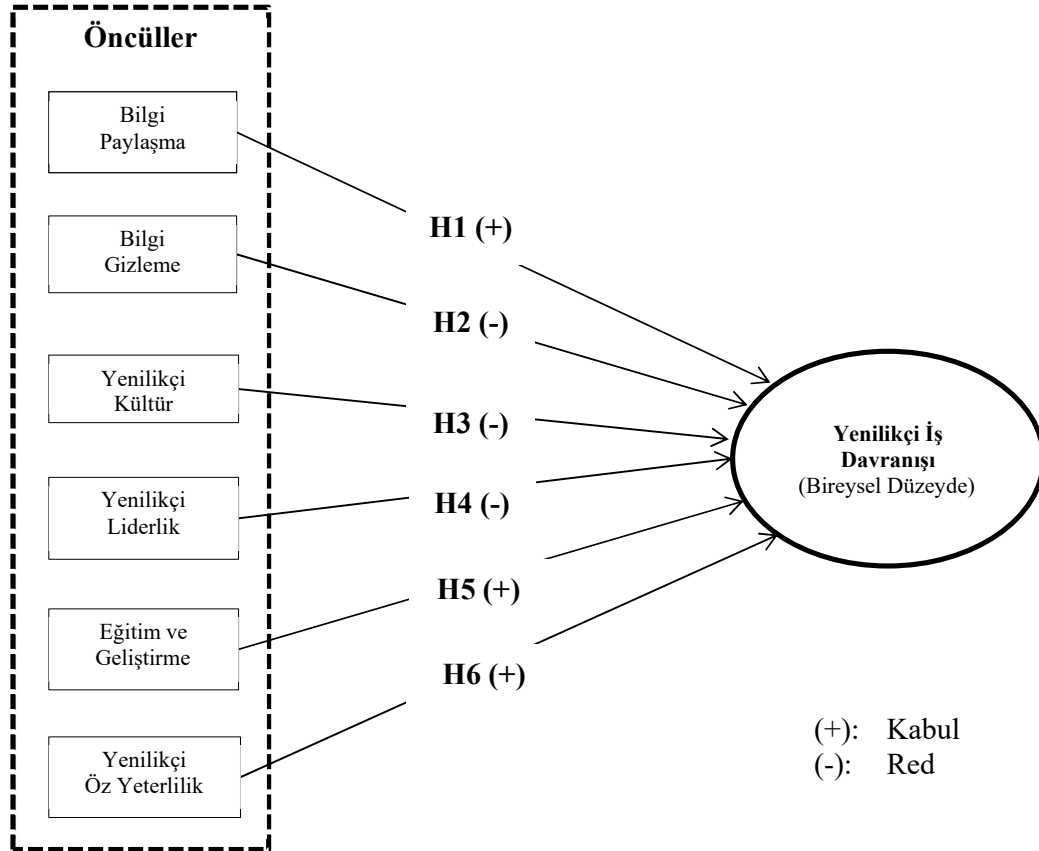 Öncüller
Bilgi
Paylaşma
Bilgi
Gizleme
Yenilikçi
Kültür
Yenilikçi
Liderlik
Eğitim ve
Geliştirme
Yenilikçi
Öz Yeterlilik
H1 (+)
H2 (-)
H3 (-)
H4 (-)
H5 (+)
H6 (+)
Yenilikçi İş
Davranışı
(Bireysel Düzeyde)
(+): Kabul
(-): Red